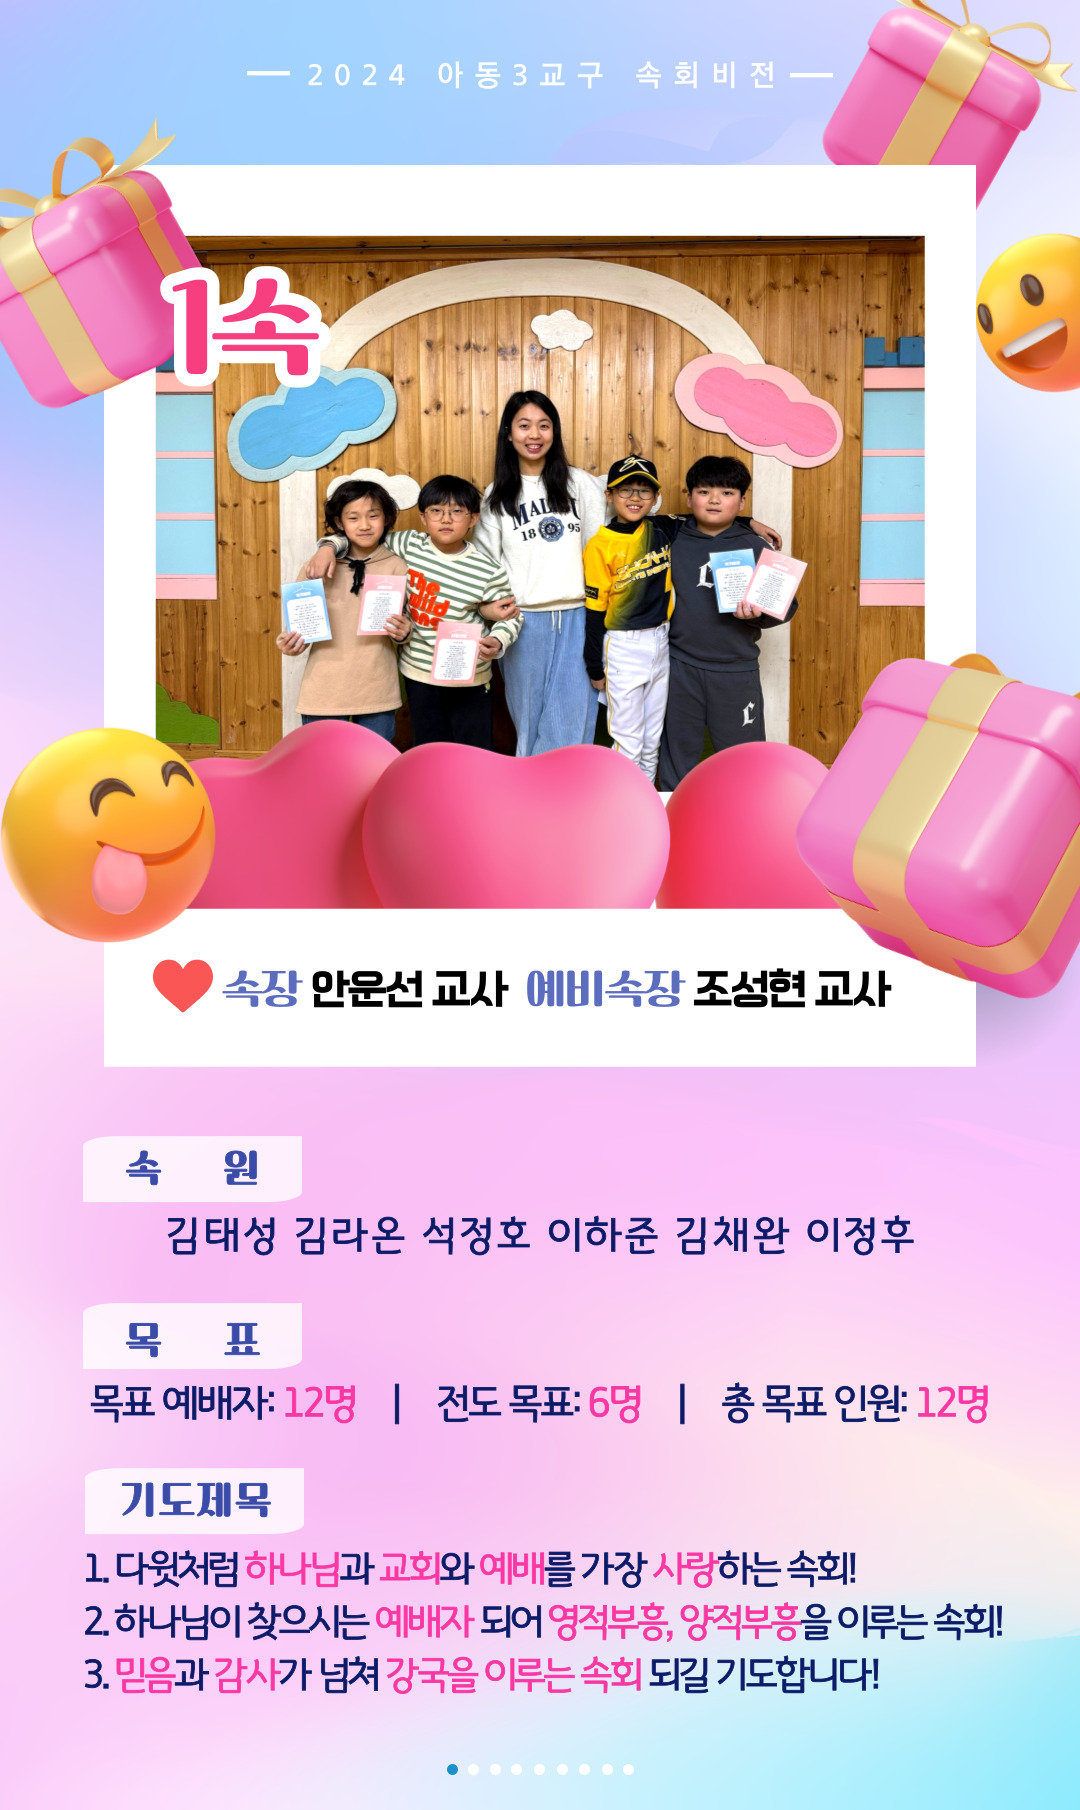 2024 아동3교구 속회비전
1속
MALIBU
18 95
The
wild
one
속장 안운선 교사 예비속장 조성현 교사
속 원
김태성 김라온 석정호 이하준 김채완 이정후
목 표
목표 예배자: 12명 | 전도 목표: 6명 | 총 목표 인원: 12명
기도제목
1. 다윗처럼 하나님과 교회와 예배를 가장 사랑하는 속회!
2. 하나님이 찾으시는 예배자 되어 영적부흥, 양적부흥을 이루는 속회!
3. 믿음과 감사가 넘쳐 강국을 이루는 속회 되길 기도합니다!